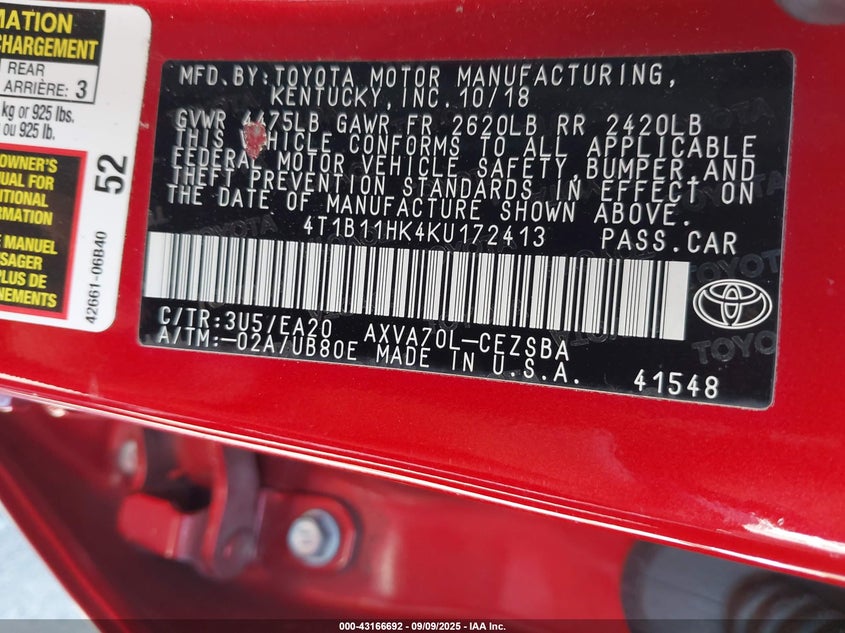 MATION
CHARGEMENT
REAR
ARRIÈRE: 3
kg or 925 lbs.
ou 925 lb.
OWNER'S
UAL FOR
ITIONAL
RMATION
E MANUEL
SAGER
PLUS DE
NEMENTS
52
42661-06B40
MFD.BY:TOYOTA MOTOR MANUFACTURING,
KENTUCKY,INC.10/18
GVWR 4475LB GAWR FR 2620LB RR 2420LB
THIS VEHICLE CONFORMS TO ALL APPLICABLE
FEDERAL MOTOR VEHICLE SAFETY,BUMPER,AND
THEFT PREVENTION STANDARDS IN EFFECT ON
THE DATE OF MANUFACTURE SHOWN ABOVE.
4T1B11HK4KU172413 PASS.CAR
C/TR:3U5/EA20 AXVA70L-CEZSBA
A/TM:-02A/UB80E MADE IN U.S.A.
41548
TOYOTA
000-43166692 / 09/09/2025 - IAA Inc.